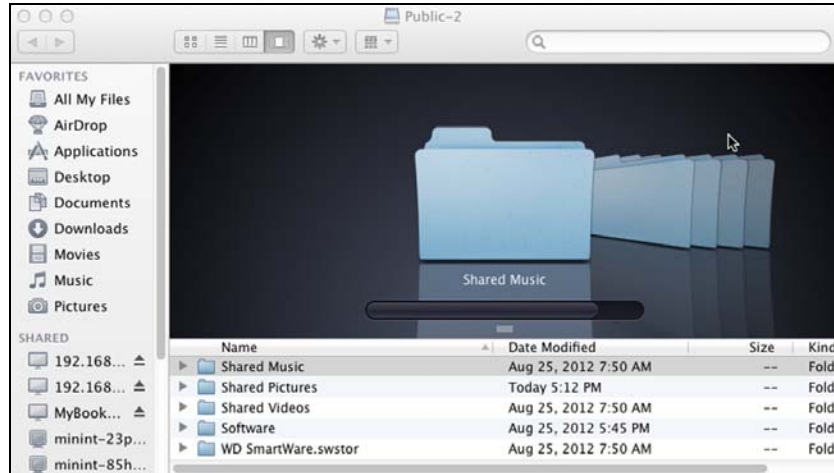 Public-2
FAVORITES
All My Files
AirDrop
Applications
Desktop
Documents
Downloads
Movies
Music
Pictures
SHARED
192.168...
192.168...
MyBook...
minint-23p...
minint-85h...
Shared Music
Name Date Modified Size Kind
Shared Music Aug 25, 2012 7:50 AM -- Fold
Shared Pictures Today 5:12 PM -- Fold
Shared Videos Aug 25, 2012 7:50 AM -- Fold
Software Aug 25, 2012 5:45 PM -- Fold
WD SmartWare.swstor Aug 25, 2012 7:50 AM -- Fold